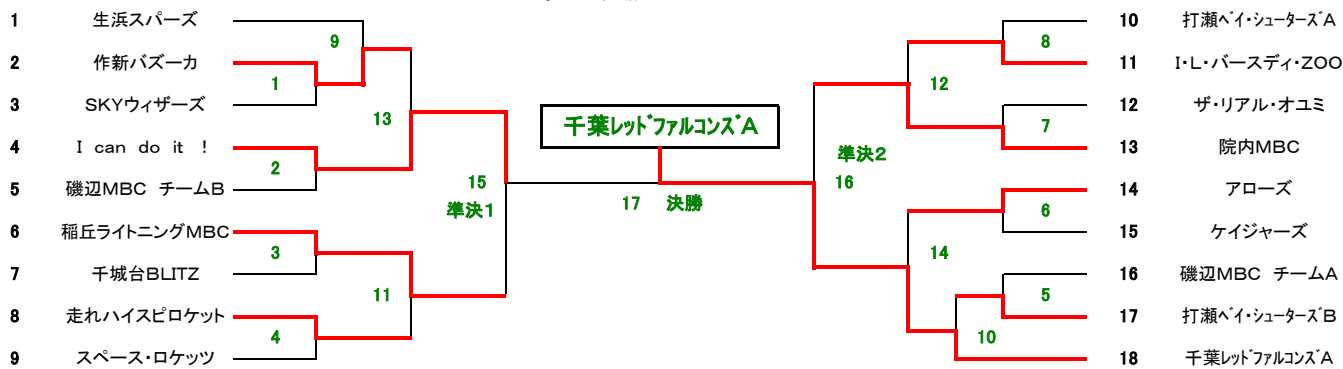 1 生浜スパーズ
2 作新バズーカ
3 SKYウィザーズ
4 I can do it !
5 磯辺MBC チームB
6 稲丘ライトニングMBC
7 千城台BLITZ
8 走れハイスピロケット
9 スペース・ロケッツ
9
1
13
2
15
準決1
3
11
4
千葉レッドファルコンズA
17 決勝
準決2
16
8
12
7
6
14
5
10
10 打瀬ベイ・シューターズA
11 I・L・バースディ・ZOO
12 ザ・リアル・オユミ
13 院内MBC
14 アローズ
15 ケイジャーズ
16 磯辺MBC チームA
17 打瀬ベイ・シューターズB
18 千葉レッドファルコンズA